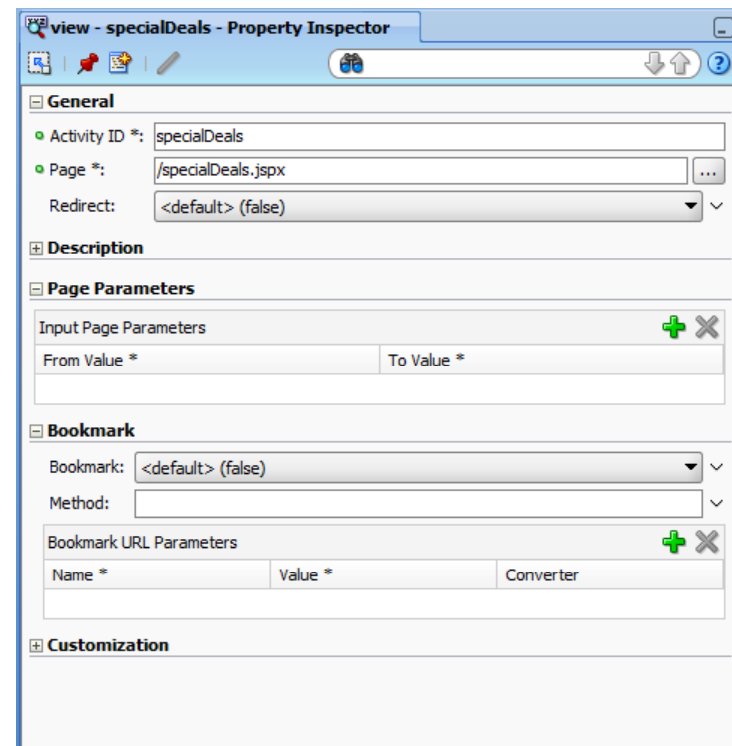 view - specialDeals - Property Inspector
General
Activity ID *: specialDeals
Page *: /specialDeals.jspx ...
Redirect: <default> (false)
Description
Page Parameters
Input Page Parameters
From Value * To Value *
Bookmark
Bookmark: <default> (false)
Method:
Bookmark URL Parameters
Name * Value * Converter
Customization